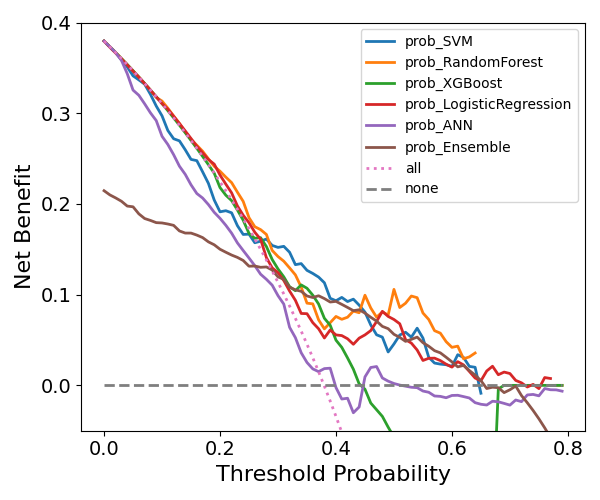 0.4
0.3
0.2
0.1
0.0
Net Benefit
prob_SVM
prob_RandomForest
prob_XGBoost
prob_LogisticRegression
prob_ANN
prob_Ensemble
all
none
0.0 0.2 0.4 0.6 0.8
Threshold Probability